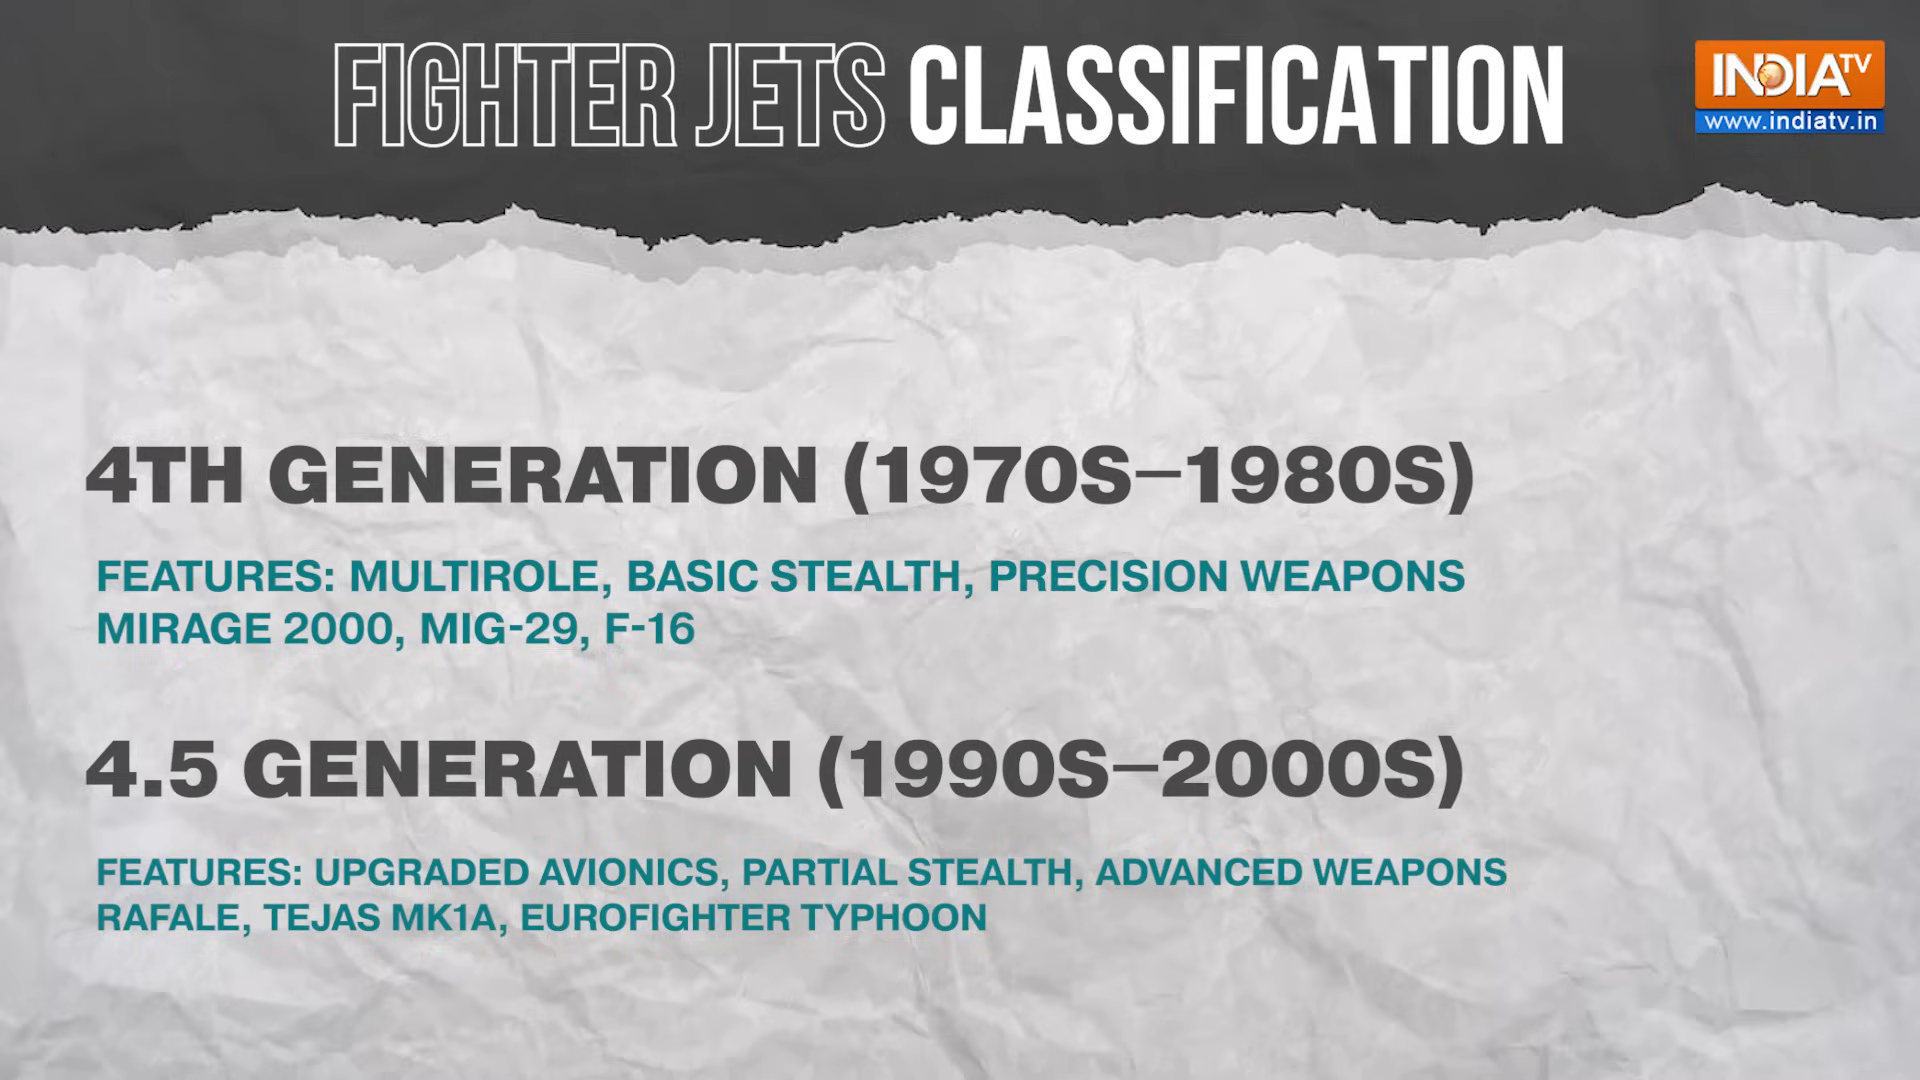 FIGHTER JETS CLASSIFICATION
INDIA TV
www.indiatv.in
4TH GENERATION (1970S–1980S)
FEATURES: MULTIROLE, BASIC STEALTH, PRECISION WEAPONS
MIRAGE 2000, MIG-29, F-16
4.5 GENERATION (1990S–2000S)
FEATURES: UPGRADED AVIONICS, PARTIAL STEALTH, ADVANCED WEAPONS
RAFALE, TEJAS MK1A, EUROFIGHTER TYPHOON